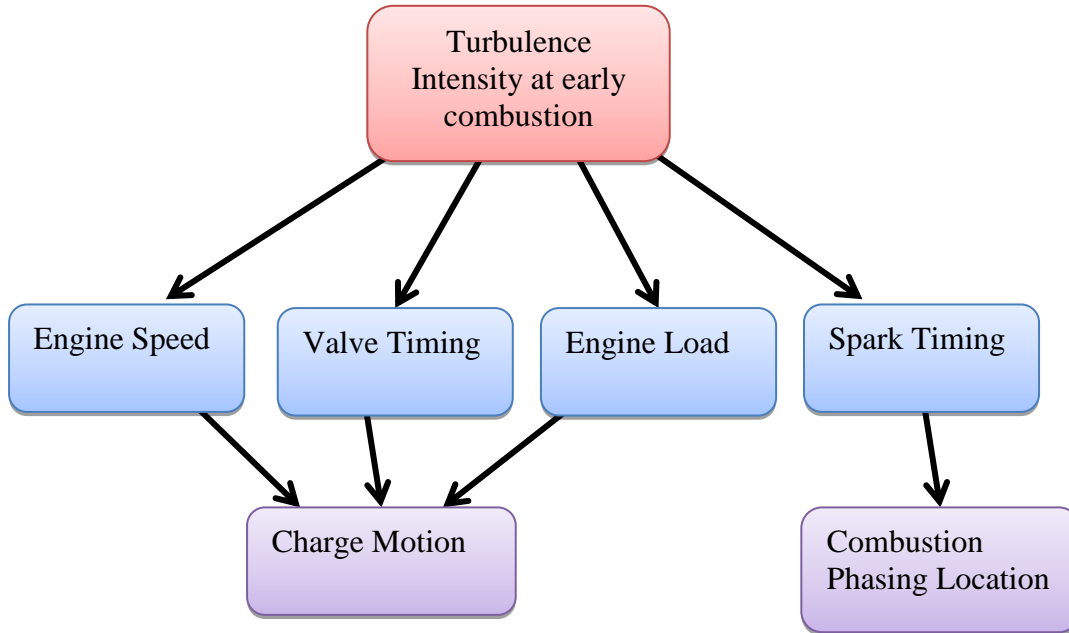 Turbulence
Intensity at early
combustion
Engine Speed
Valve Timing
Engine Load
Spark Timing
Charge Motion
Combustion
Phasing Location